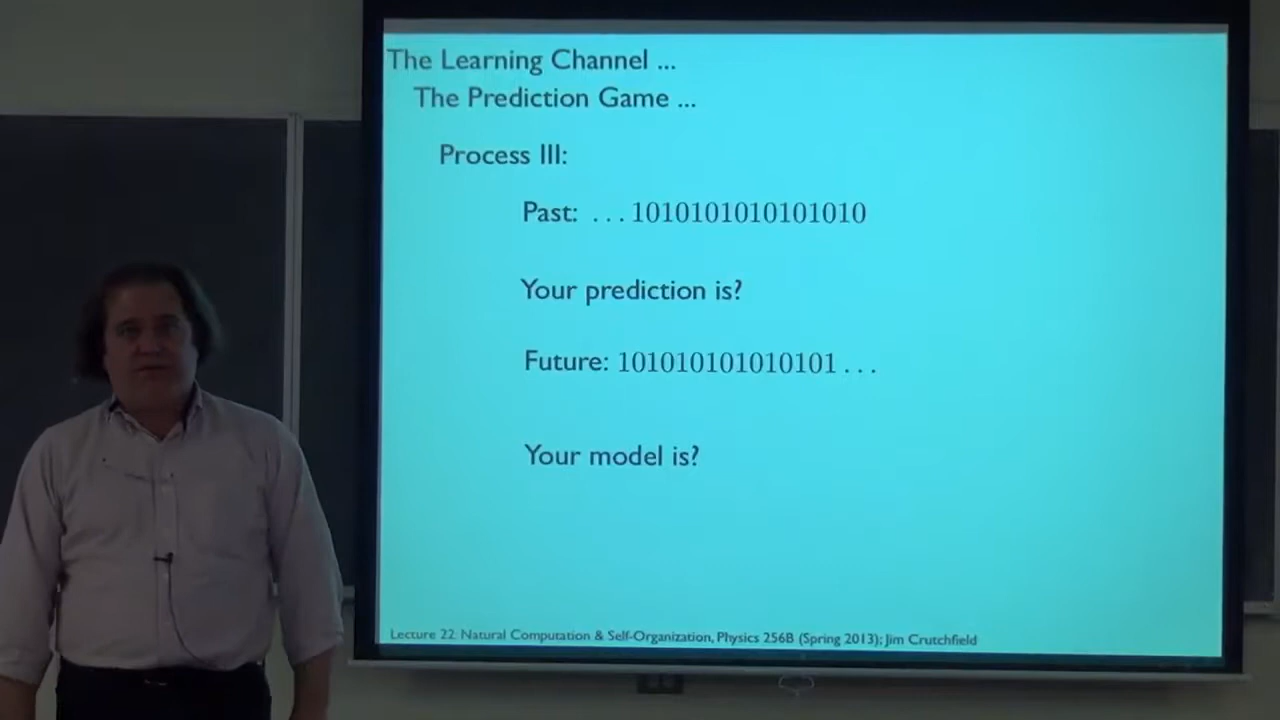 The Learning Channel ...
The Prediction Game ...
Process III:
Past: ...1010101010101010
Your prediction is?
Future: 101010101010101...
Your model is?
Lecture 22: Natural Computation & Self-Organization, Physics 256B (Spring 2013); Jim Crutchfield